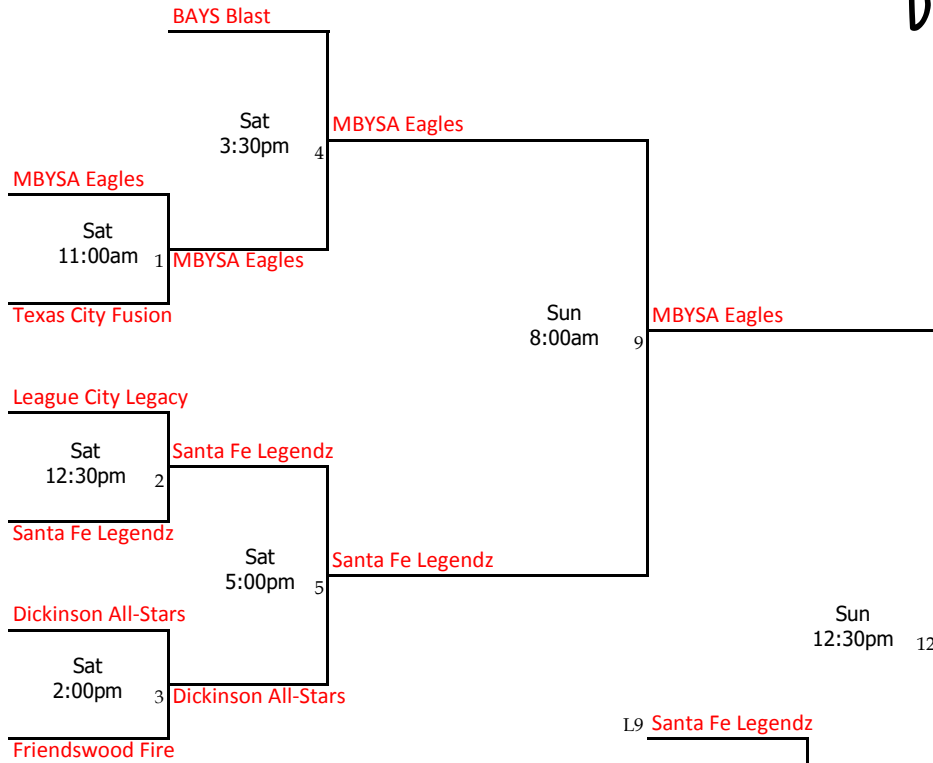 BAYS Blast
Sat
3:30pm
4
MBYSA Eagles
MBYSA Eagles
Sat
11:00am
1
MBYSA Eagles
Texas City Fusion
Sun
8:00am
9
MBYSA Eagles
League City Legacy
Sat
12:30pm
2
Santa Fe Legendz
Santa Fe Legendz
Sat
5:00pm
5
Santa Fe Legendz
Dickinson All-Stars
Sat
2:00pm
3
Dickinson All-Stars
Friendswood Fire
Sun
12:30pm
12
L9 Santa Fe Legendz